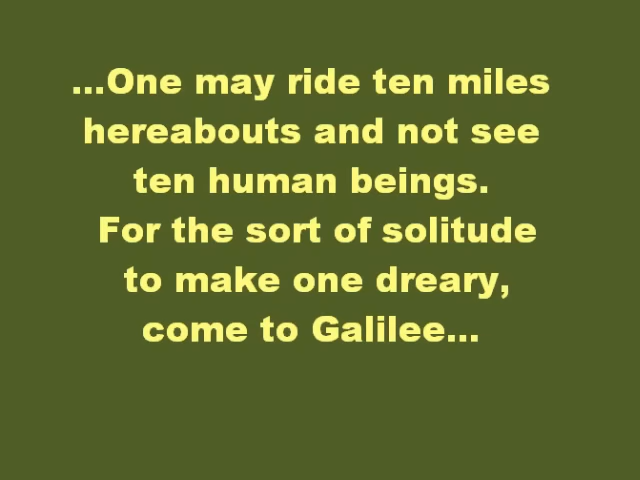 ...One may ride ten miles
hereabouts and not see
ten human beings.
For the sort of solitude
to make one dreary,
come to Galilee...